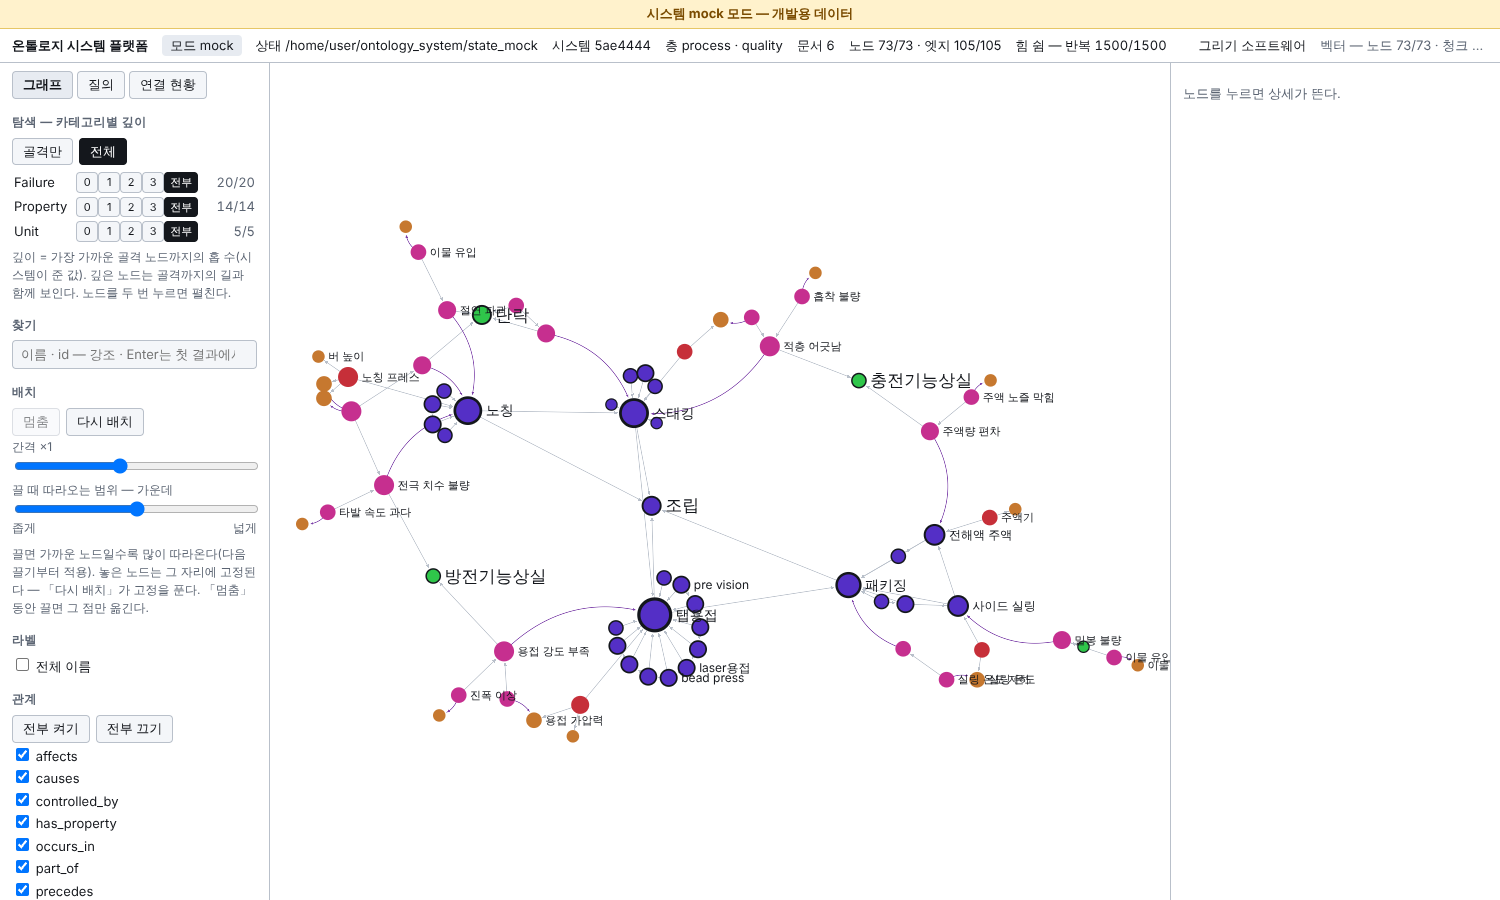 시스템 mock 모드 — 개발용 데이터
온톨로지 시스템 플랫폼 모드 mock 상태 /home/user/ontology_system/state_mock 시스템 5ae4444 층 process · quality 문서 6 노드 73/73 · 엣지 105/105 힘 쉼 — 반복 1500/1500 그리기 소프트웨어 벡터 — 노드 73/73 · 청크 ...
그래프 질의 연결 현황
탐색 — 카테고리별 깊이
골격만 전체
Failure 0 1 2 3 전부 20/20
Property 0 1 2 3 전부 14/14
Unit 0 1 2 3 전부 5/5
깊이 = 가장 가까운 골격 노드까지의 홉 수(시
스템이 준 값). 깊은 노드는 골격까지의 길과
함께 보인다. 노드를 두 번 누르면 펼친다.
찾기
이름 · id — 강조 · Enter는 첫 결과에
배치
멈춤 다시 배치
간격 ×1
끌 때 따라오는 범위 — 가운데
좁게 넓게
끌면 가까운 노드일수록 많이 따라온다(다음
끌기부터 적용). 놓은 노드는 그 자리에 고정된
다 — 「다시 배치」가 고정을 푼다. 「멈춤」
동안 끌면 그 점만 옮긴다.
라벨
전체 이름
관계
전부 켜기 전부 끄기
affects
causes
controlled_by
has_property
occurs_in
part_of
precedes
노드를 누르면 상세가 뜬다.
이물 유입
흡착 불량
절연 파괴
단락
적층 어긋남
버 높이
노칭 프레스
충전기능상실
주액 노즐 막힘
노칭
스태킹
주액량 편차
전극 치수 불량
조립
타발 속도 과다
주액기
전해액 주액
방전기능상실
pre vision
패키징
사이드 실링
탭용접
밀봉 불량
용접 강도 부족
이물 유입
이물
laser용접
bead press
진폭 이상
용접 가압력